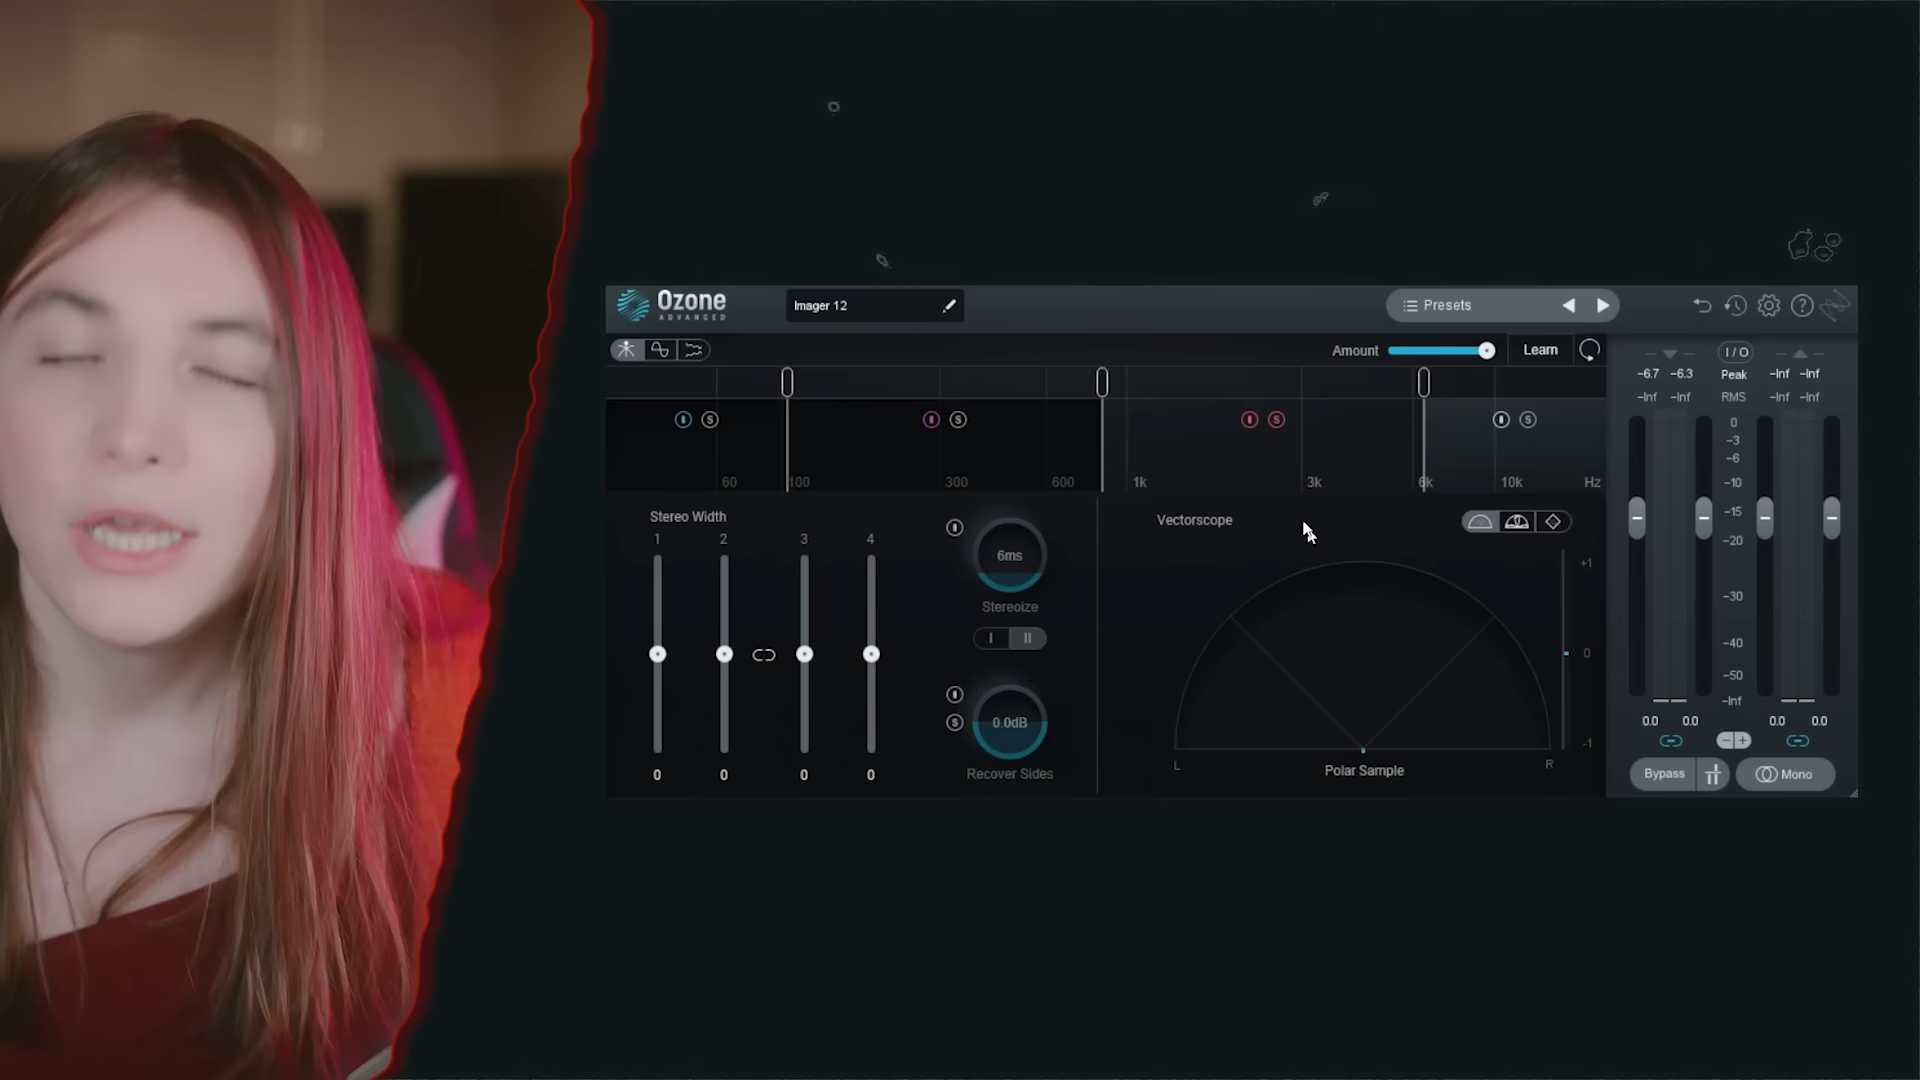 Ozone
ADVANCED
Imager 12
Presets
Amount
Learn
I/O
-6.7 -6.3 Peak -Inf -Inf
-Inf -Inf RMS -Inf -Inf
S S S S
60 100 300 600 1k 3k 6k 10k Hz
0
-3
-6
-10
-15
-20
-30
-40
-50
-Inf
0.0 0.0 0.0 0.0
Bypass
Mono
Stereo Width
1 2 3 4
0 0 0 0
6ms
Stereoize
I II
S
0.0dB
Recover Sides
Vectorscope
+1
0
-1
L R
Polar Sample